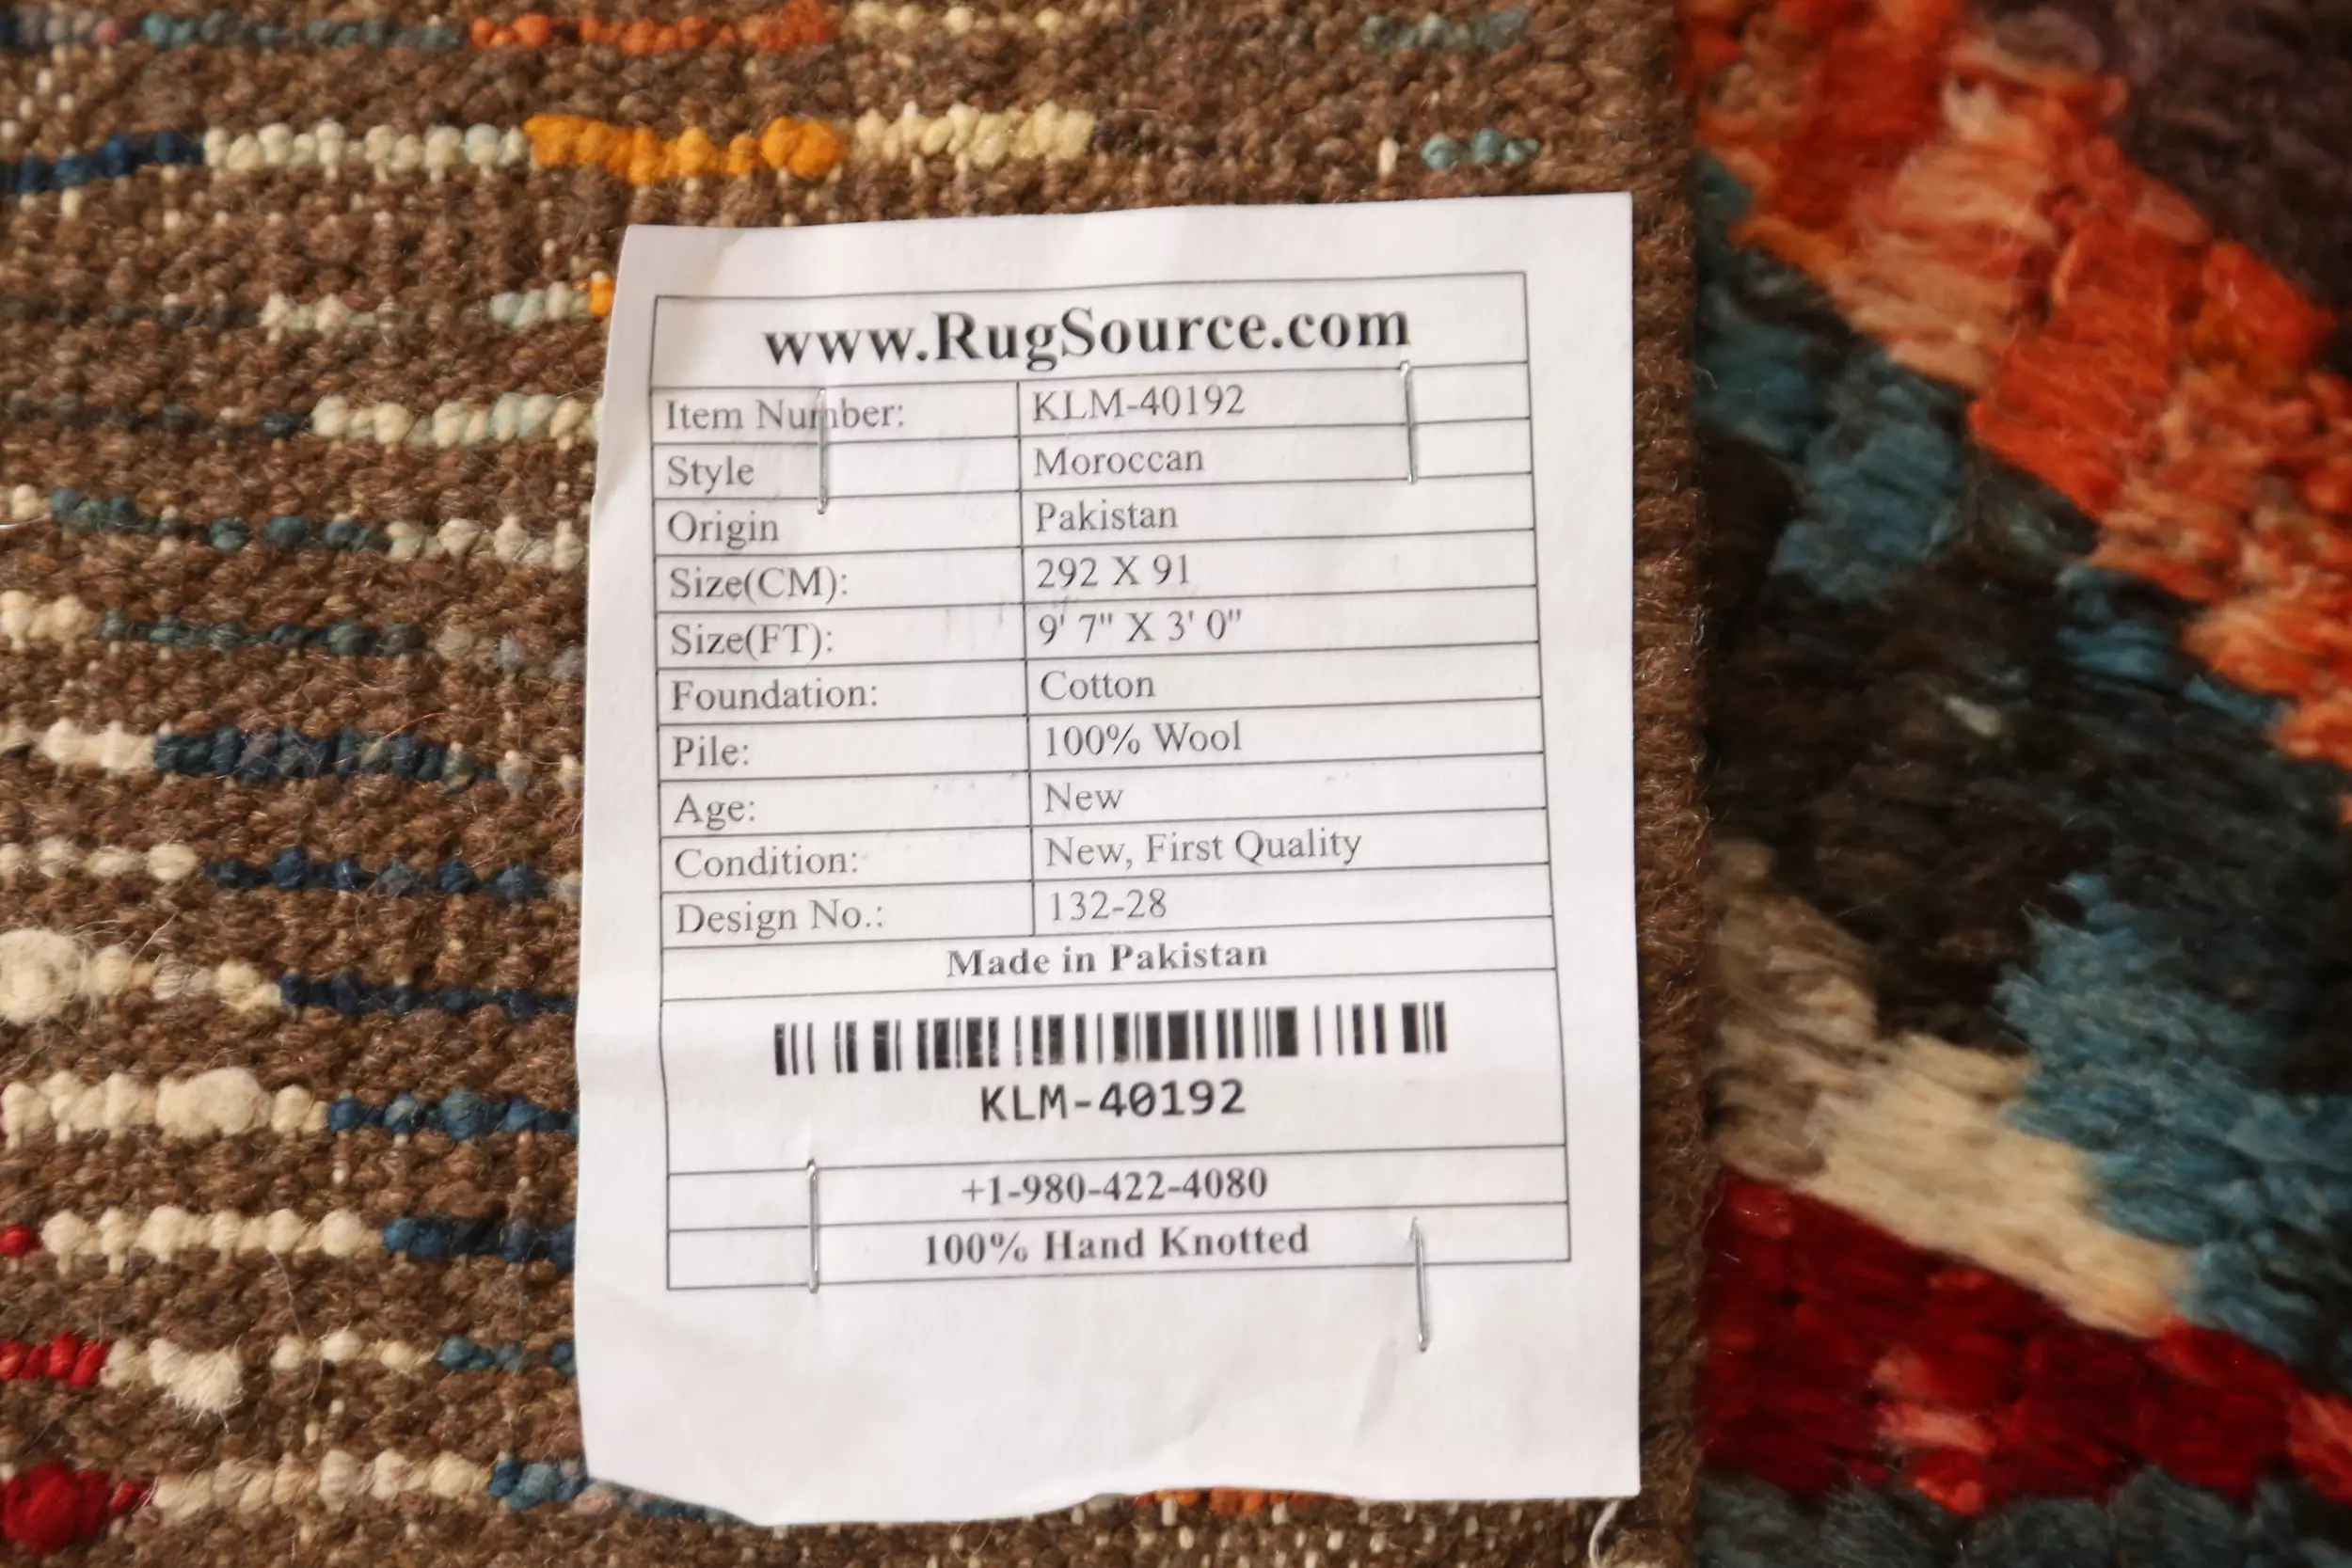 www.RugSource.com
Item Number: KLM-40192
Style Moroccan
Origin Pakistan
Size(CM): 292 X 91
Size(FT): 9' 7" X 3' 0"
Foundation: Cotton
Pile: 100% Wool
Age: New
Condition: New, First Quality
Design No.: 132-28
Made in Pakistan
KLM-40192
+1-980-422-4080
100% Hand Knotted